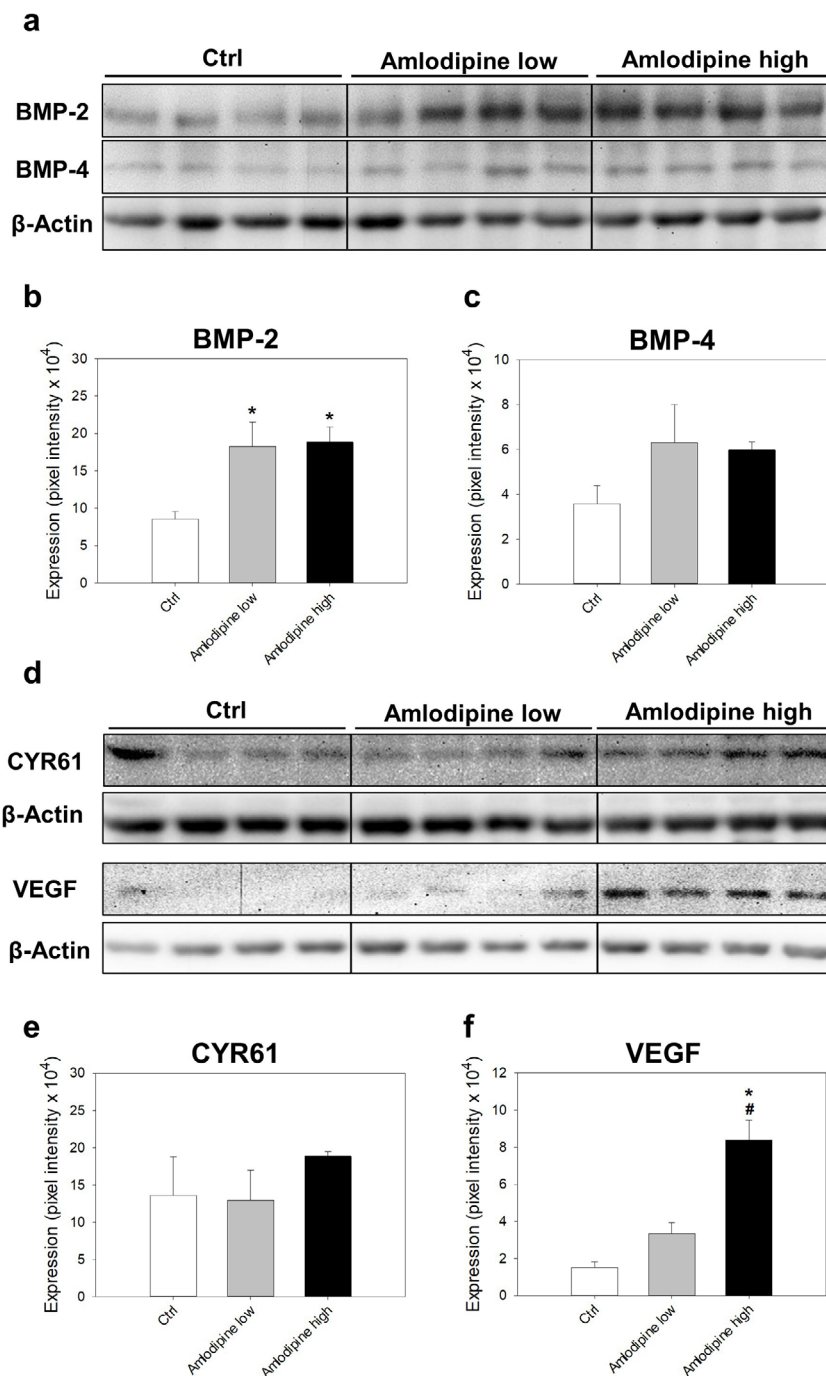 a
Ctrl Amlodipine low Amlodipine high
BMP-2
BMP-4
β-Actin
b
BMP-2
Expression (pixel intensity x 10⁴)
30
25
20
15
10
5
0
* *
Ctrl
Amlodipine low
Amlodipine high
c
BMP-4
Expression (pixel intensity x 10⁴)
10
8
6
4
2
0
Ctrl
Amlodipine low
Amlodipine high
d
Ctrl Amlodipine low Amlodipine high
CYR61
β-Actin
VEGF
β-Actin
e
CYR61
Expression (pixel intensity x 10⁴)
30
25
20
15
10
5
0
Ctrl
Amlodipine low
Amlodipine high
f
VEGF
Expression (pixel intensity x 10⁴)
12
10
8
6
4
2
0
*
#
Ctrl
Amlodipine low
Amlodipine high